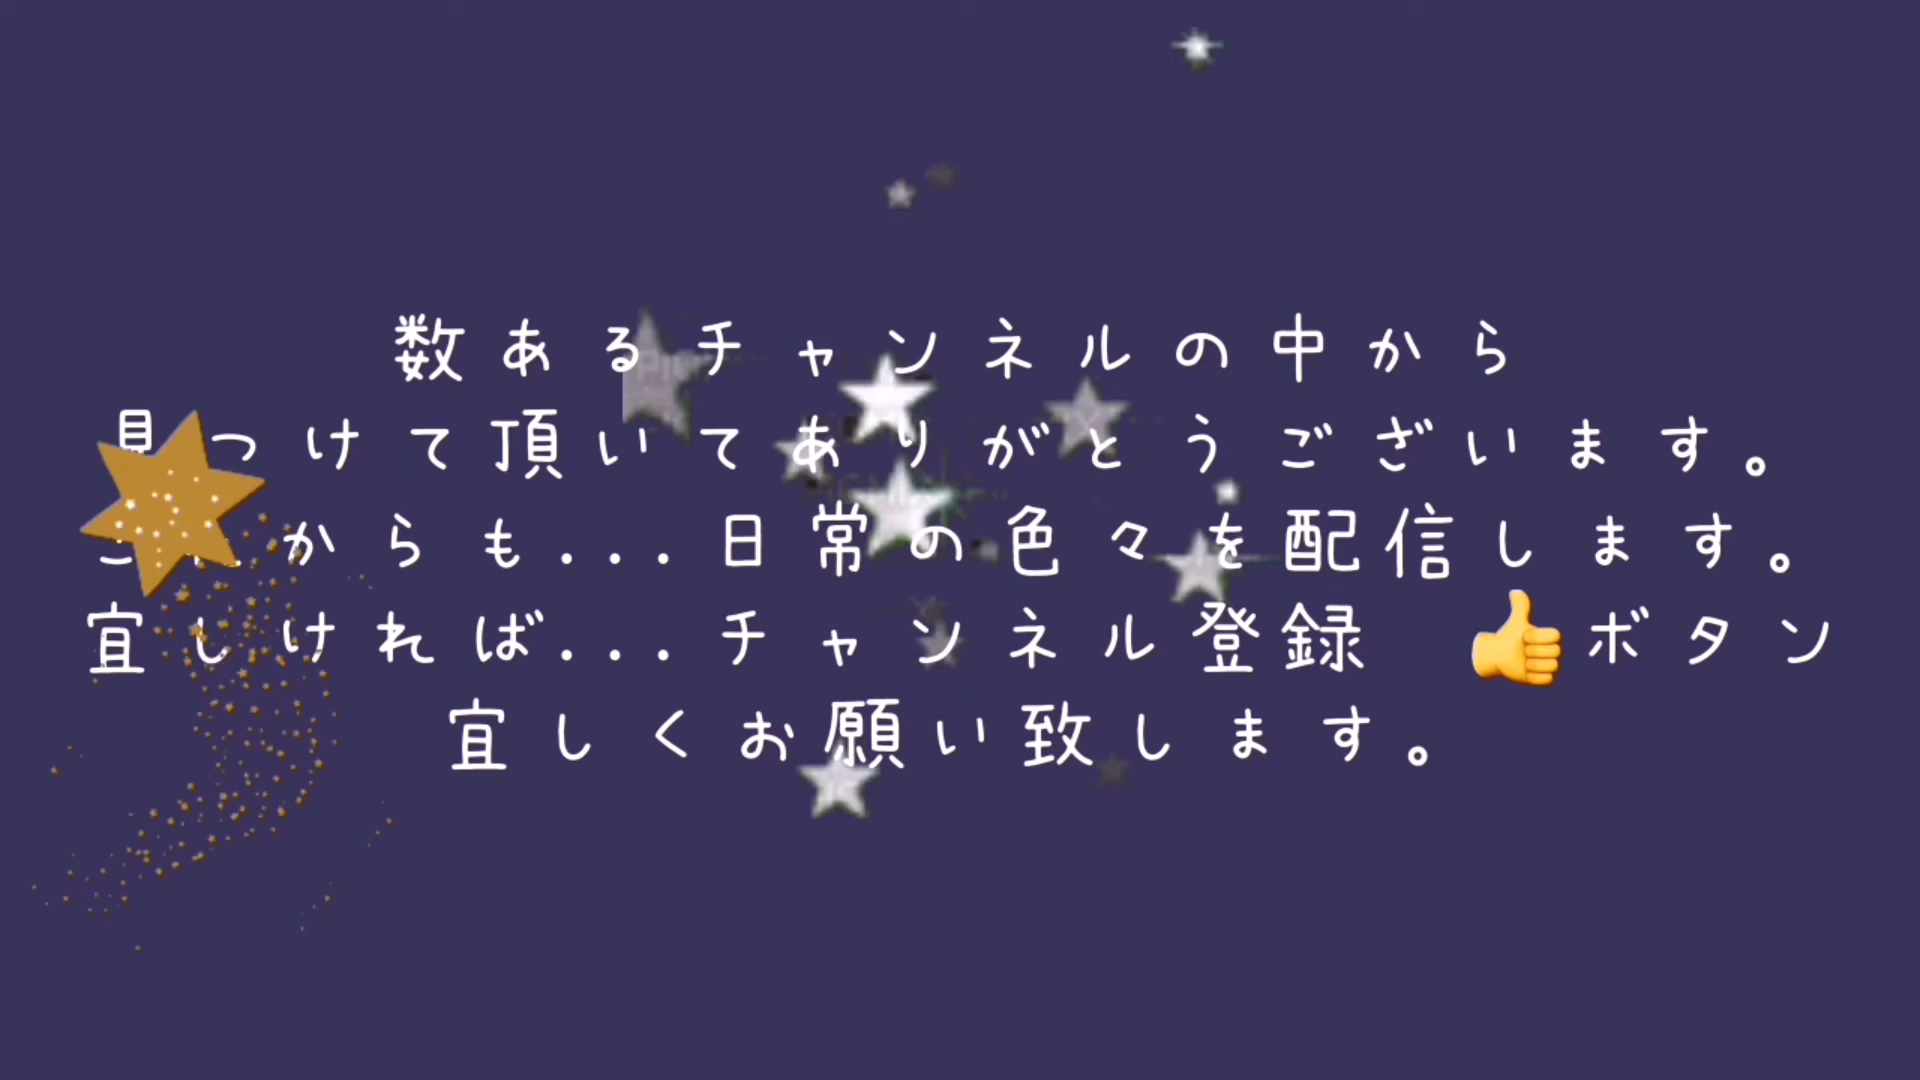 数あるチャンネルの中から
見つけて頂いてありがとうございます。
これからも...日常の色々を配信します。
宜しければ...チャンネル登録　👍ボタン
宜しくお願い致します。